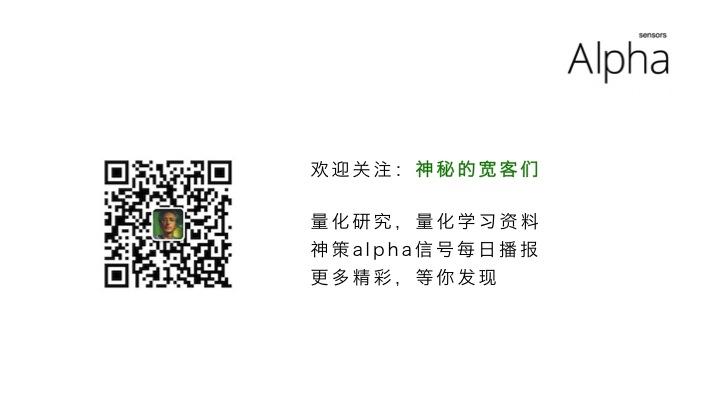 sensors
Alpha
欢迎关注：神秘的宽客们
量化研究，量化学习资料
神策alpha信号每日播报
更多精彩，等你发现